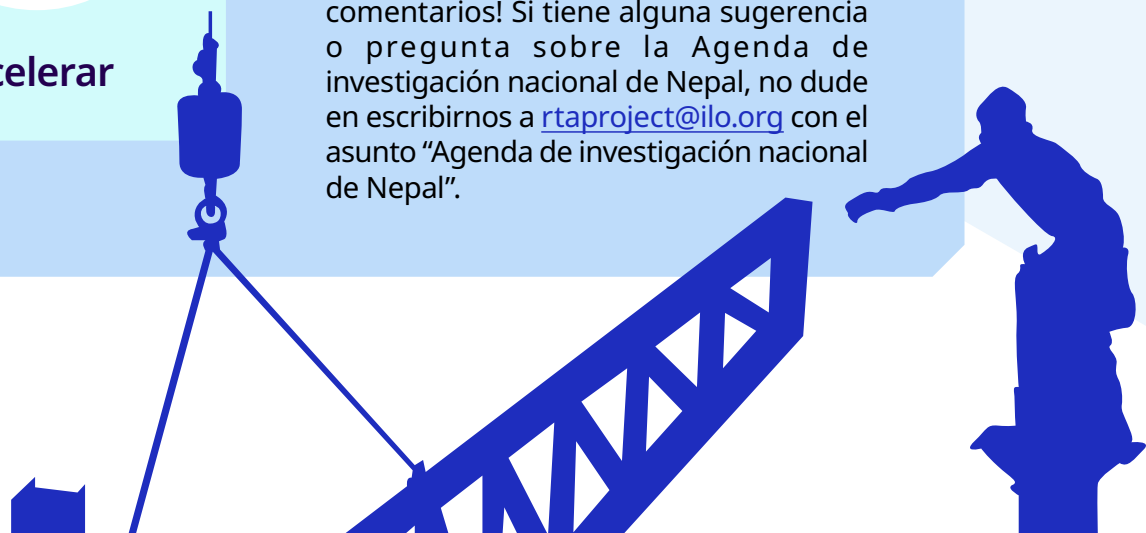 celerar
comentarios! Si tiene alguna sugerencia
o pregunta sobre la Agenda de
investigación nacional de Nepal, no dude
en escribirnos a rtaproject@ilo.org con el
asunto “Agenda de investigación nacional
de Nepal”.